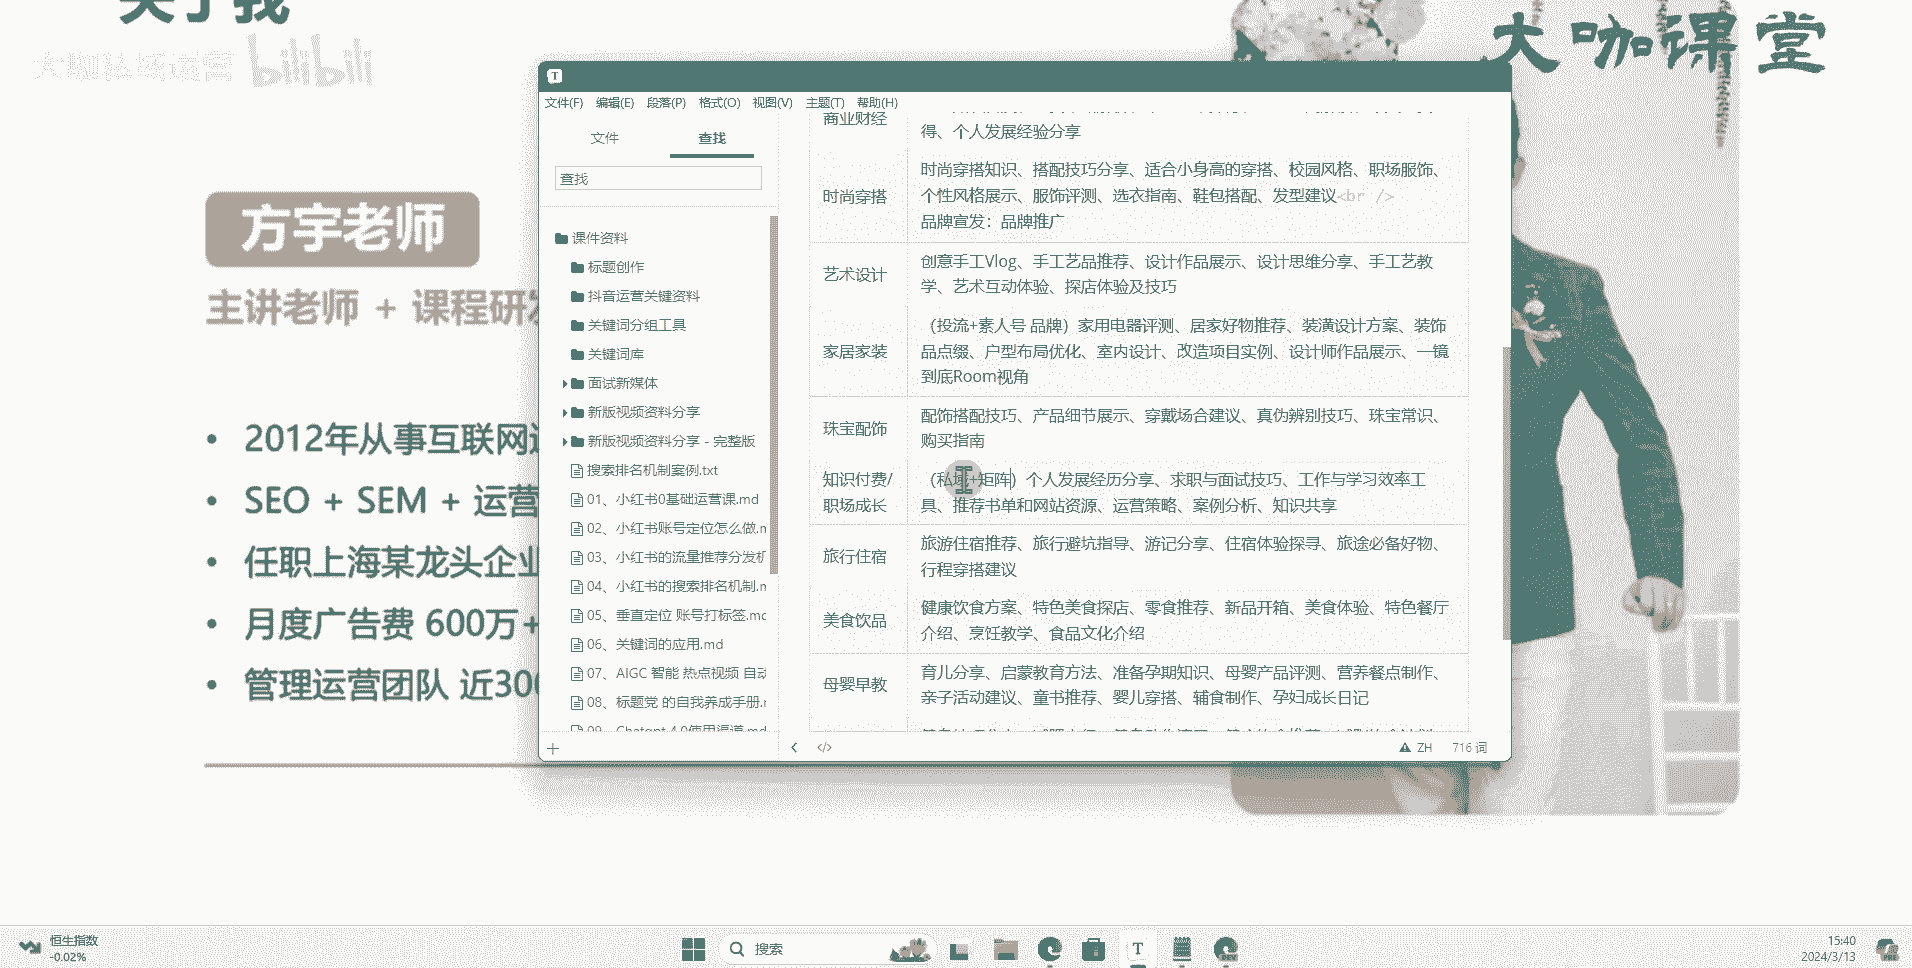 关于我
大咖私域运营 bilibili
大咖课堂
方宇老师
主讲老师 + 课程研发
2012年从事互联网
SEO + SEM + 运营
任职上海某龙头企业
月度广告费 600万+
管理运营团队 近300
文件(F) 编辑(E) 段落(P) 格式(O) 视图(V) 主题(T) 帮助(H)
文件 查找
查找
课件资料
标题创作
抖音运营关键资料
关键词分组工具
关键词库
面试新媒体
新版视频资料分享
新版视频资料分享 - 完整版
搜索排名机制案例.txt
01、小红书0基础运营课.md
02、小红书账号定位怎么做.m
03、小红书的流量推荐分发机
04、小红书的搜索排名机制.m
05、垂直定位 账号打标签.md
06、关键词的应用.md
07、AIGC 智能 热点视频 自动
08、标题党 的自我养成手册.m
09、Chatgpt 4.0使用渠道.md
商业财经
得、个人发展经验分享
时尚穿搭
时尚穿搭知识、搭配技巧分享、适合小身高的穿搭、校园风格、职场服饰、
个性风格展示、服饰评测、选衣指南、鞋包搭配、发型建议<br />
品牌宣发：品牌推广
艺术设计
创意手工Vlog、手工艺品推荐、设计作品展示、设计思维分享、手工艺教
学、艺术互动体验、探店体验及技巧
家居家装
（投流+素人号 品牌）家用电器评测、居家好物推荐、装潢设计方案、装饰
品点缀、户型布局优化、室内设计、改造项目实例、设计师作品展示、一镜
到底Room视角
珠宝配饰
配饰搭配技巧、产品细节展示、穿戴场合建议、真伪辨别技巧、珠宝常识、
购买指南
知识付费/
职场成长
（私域+矩阵）个人发展经历分享、求职与面试技巧、工作与学习效率工
具、推荐书单和网站资源、运营策略、案例分析、知识共享
旅行住宿
旅游住宿推荐、旅行避坑指导、游记分享、住宿体验探寻、旅途必备好物、
行程穿搭建议
美食饮品
健康饮食方案、特色美食探店、零食推荐、新品开箱、美食体验、特色餐厅
介绍、烹饪教学、食品文化介绍
母婴早教
育儿分享、启蒙教育方法、准备孕期知识、母婴产品评测、营养餐点制作、
亲子活动建议、童书推荐、婴儿穿搭、辅食制作、孕妇成长日记
</> ZH 716 词
恒生指数
-0.02%
搜索
15:40
2024/3/13